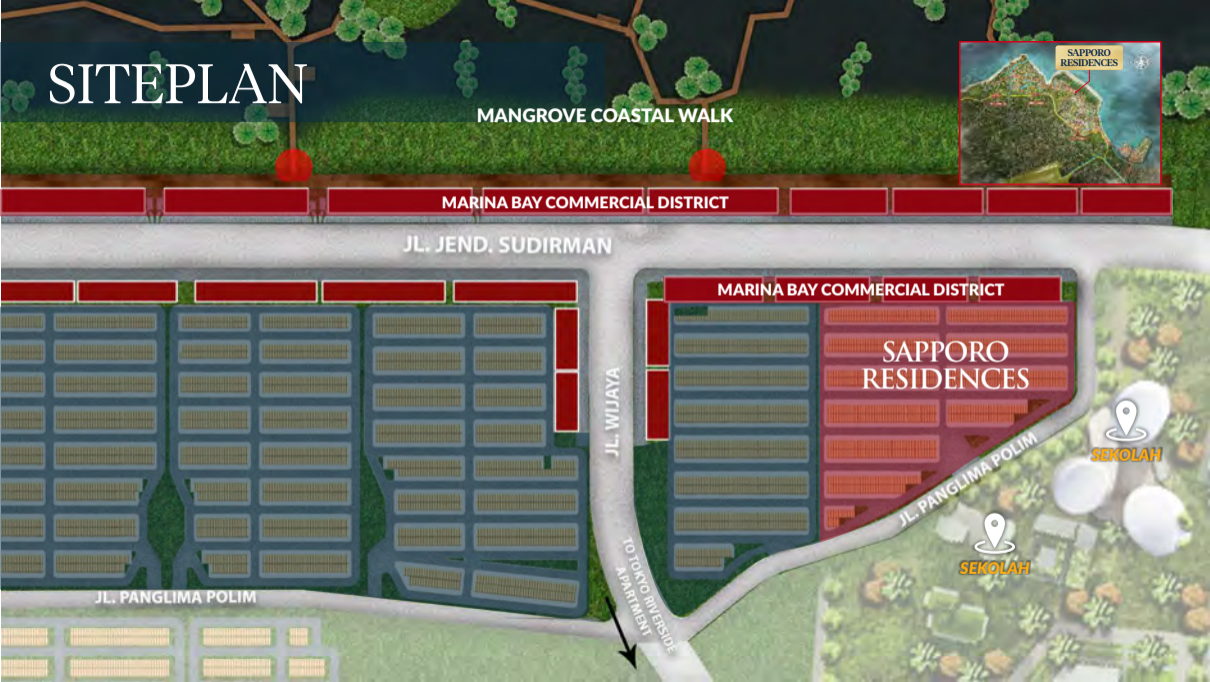 SITEPLAN
SAPPORO
RESIDENCES
MANGROVE COASTAL WALK
MARINA BAY COMMERCIAL DISTRICT
JL. JEND. SUDIRMAN
MARINA BAY COMMERCIAL DISTRICT
SAPPORO
RESIDENCES
JL. WIJAYA
SEKOLAH
JL. PANGLIMA POLIM
SEKOLAH
TO TOKYO RIVERSIDE
APARTMENT
JL. PANGLIMA POLIM